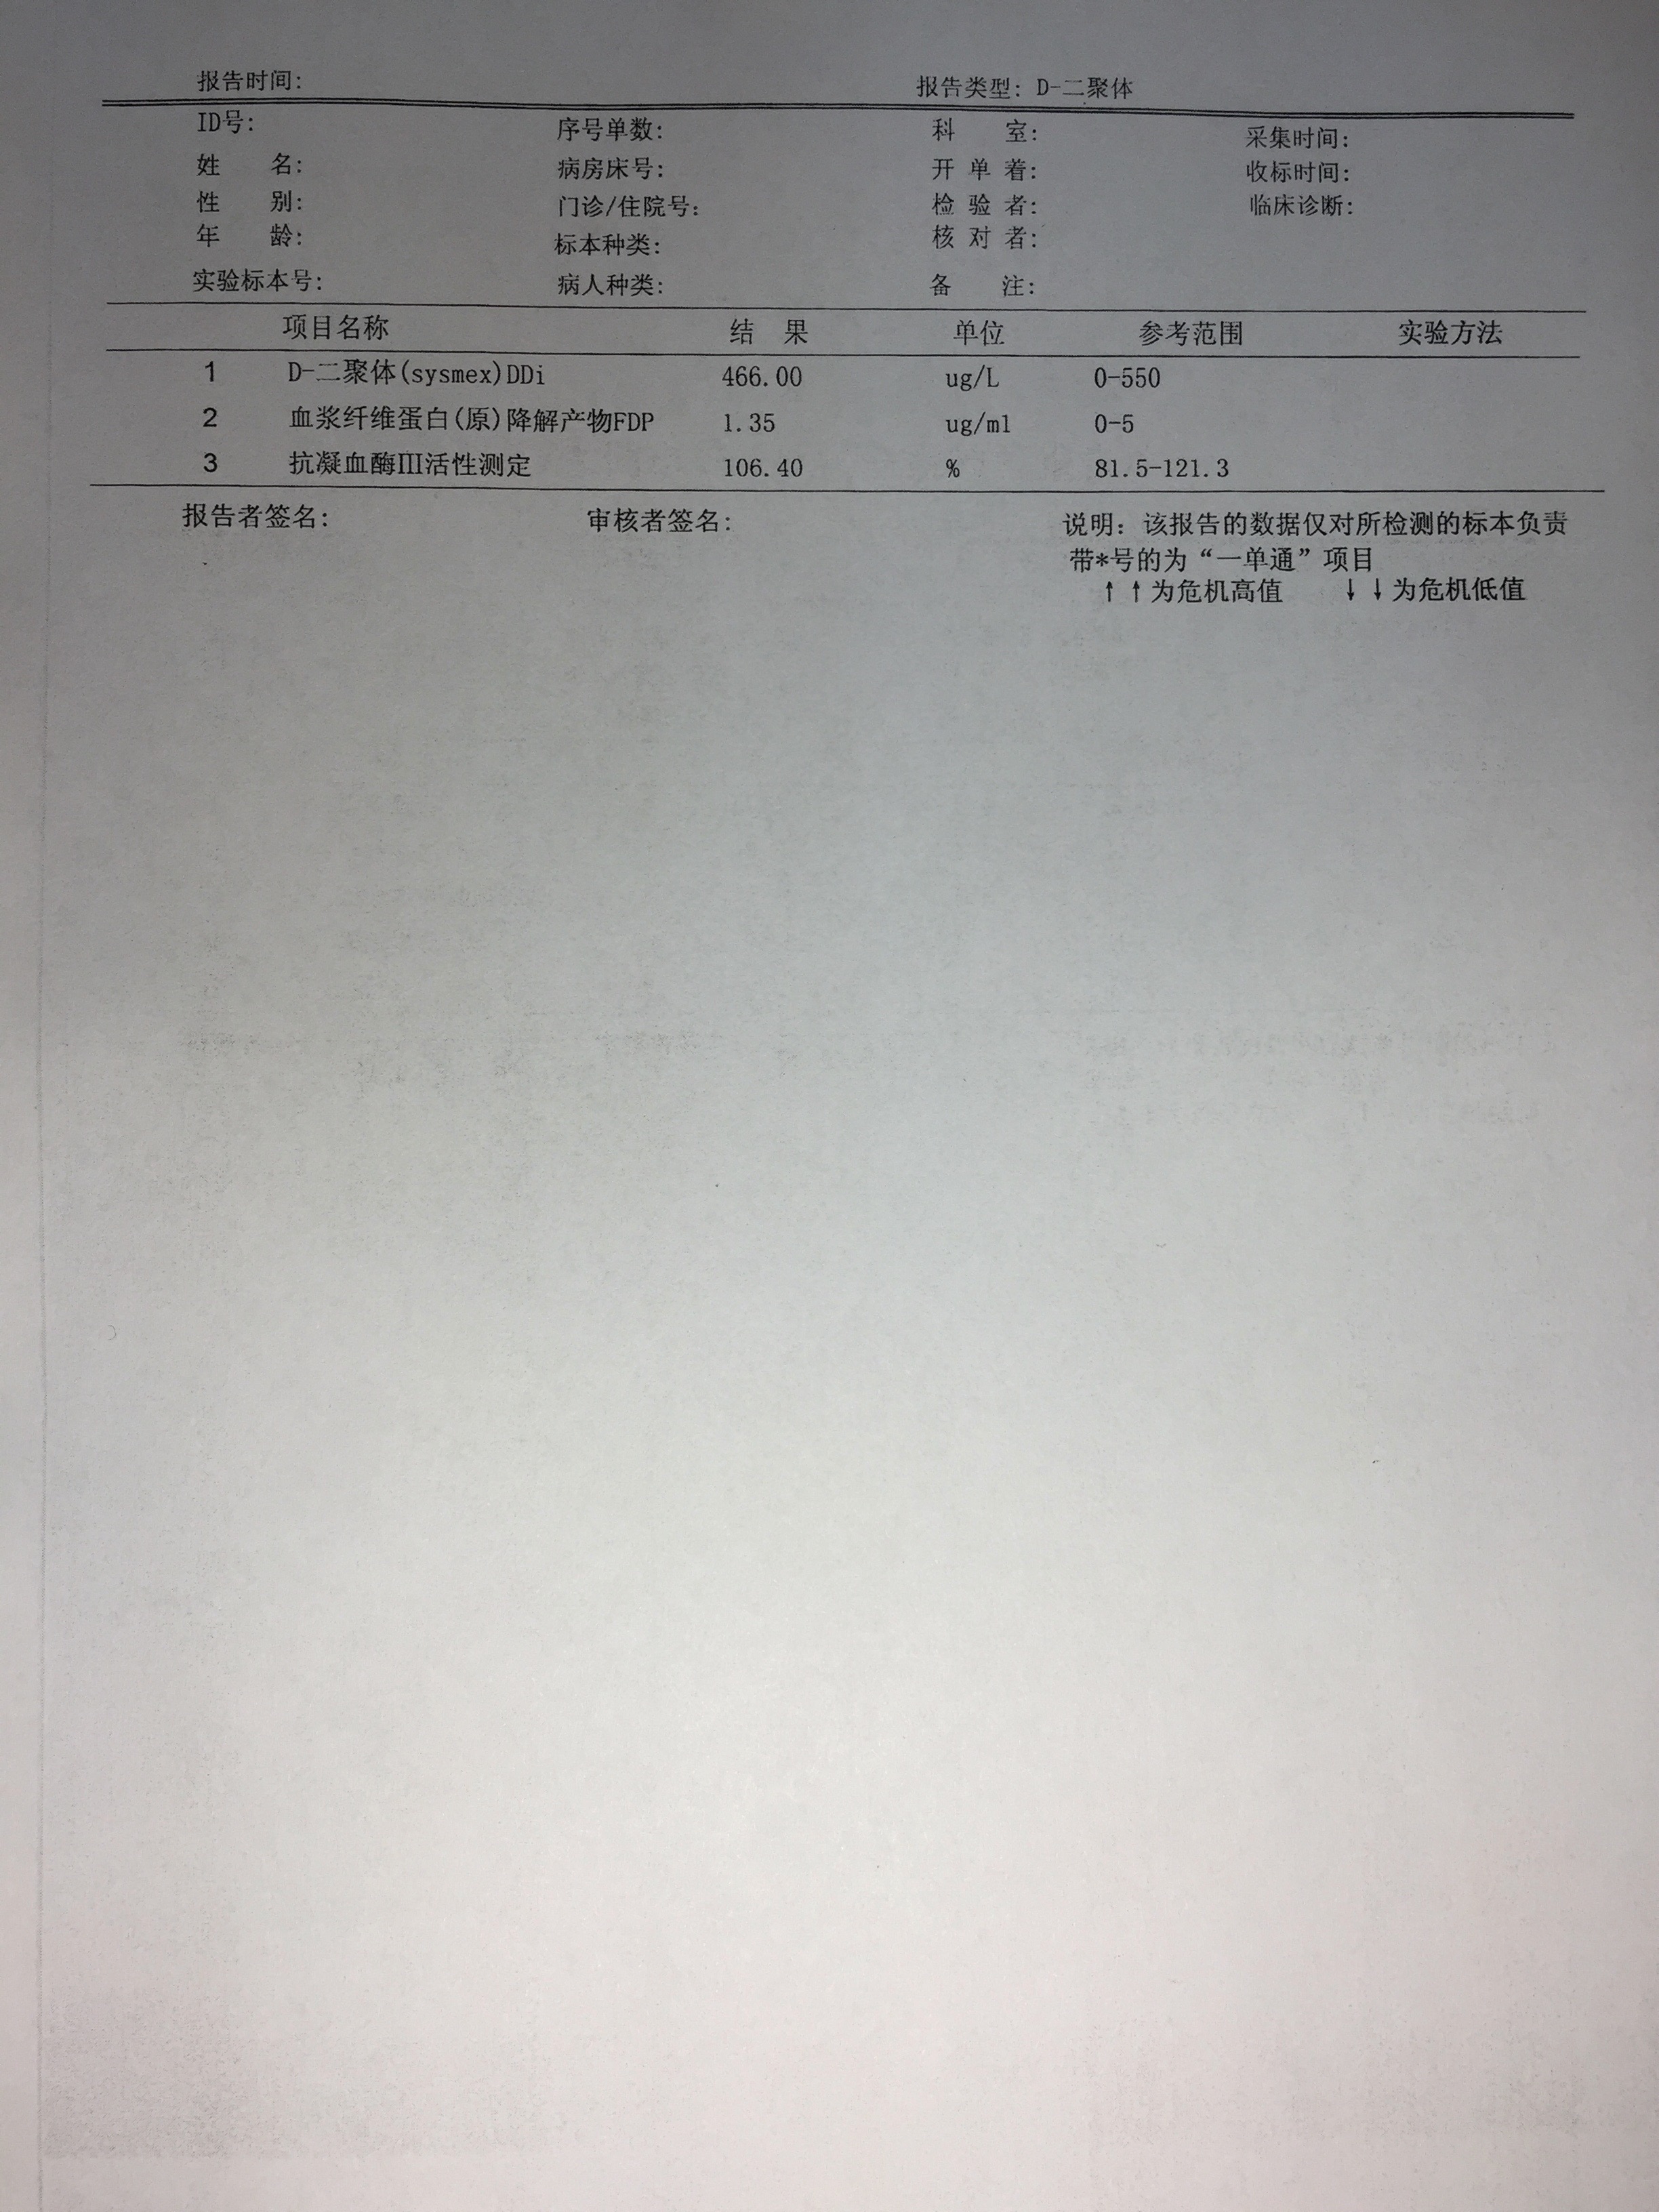 报告时间: 报告类型: D-二聚体
ID号: 序号单数: 科 室: 采集时间:
姓 名: 病房床号: 开 单 着: 收标时间:
性 别: 门诊/住院号: 检 验 者: 临床诊断:
年 龄: 标本种类: 核 对 者:
实验标本号: 病人种类: 备 注:
项目名称 结 果 单位 参考范围 实验方法
1 D-二聚体(sysmex)DDi 466.00 ug/L 0-550
2 血浆纤维蛋白(原)降解产物FDP 1.35 ug/ml 0-5
3 抗凝血酶III活性测定 106.40 % 81.5-121.3
报告者签名: 审核者签名: 说明: 该报告的数据仅对所检测的标本负责
带*号的为“一单通”项目
↑↑为危机高值 ↓↓为危机低值